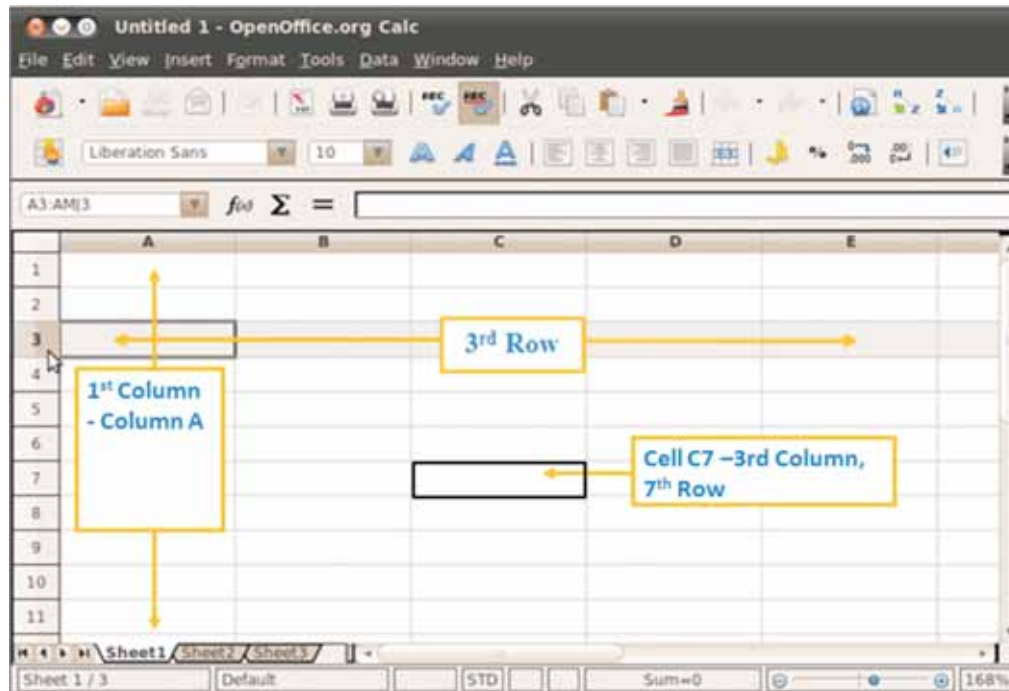 Untitled 1 - OpenOffice.org Calc
File Edit View Insert Format Tools Data Window Help
Liberation Sans 10
A3:AMJ3 f(x) Σ =
A B C D E
1
2
3 3rd Row
4
1st Column
5 - Column A
6
Cell C7 –3rd Column,
7 7th Row
8
9
10
11
Sheet1 Sheet2 Sheet3
Sheet 1 / 3 Default STD Sum=0 168%